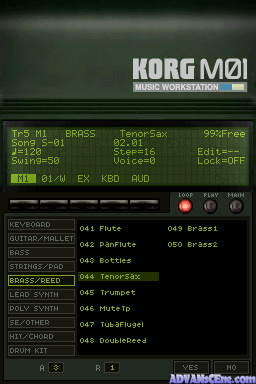 KORG M01
MUSIC WORKSTATION
Tr5 M1 BRASS TenorSax 99%Free
Song S-01 02.01
♩=120 Step=16 Edit=--
Swing=50 Voice=0 Lock=OFF
M1 01/W EX KBD AUD
LOOP PLAY MAIN
KEYBOARD
GUITAR/MALLET
BASS
STRINGS/PAD
BRASS/REED
LEAD SYNTH
POLY SYNTH
SE/OTHER
HIT/CHORD
DRUM KIT
041 Flute
042 PanFlute
043 Bottles
044 TenorSax
045 Trumpet
046 MuteTp
047 TubaFlugel
048 DoubleReed
049 Brass1
050 Brass2
A 3 R 1 YES NO
ADVANsCEne.Com